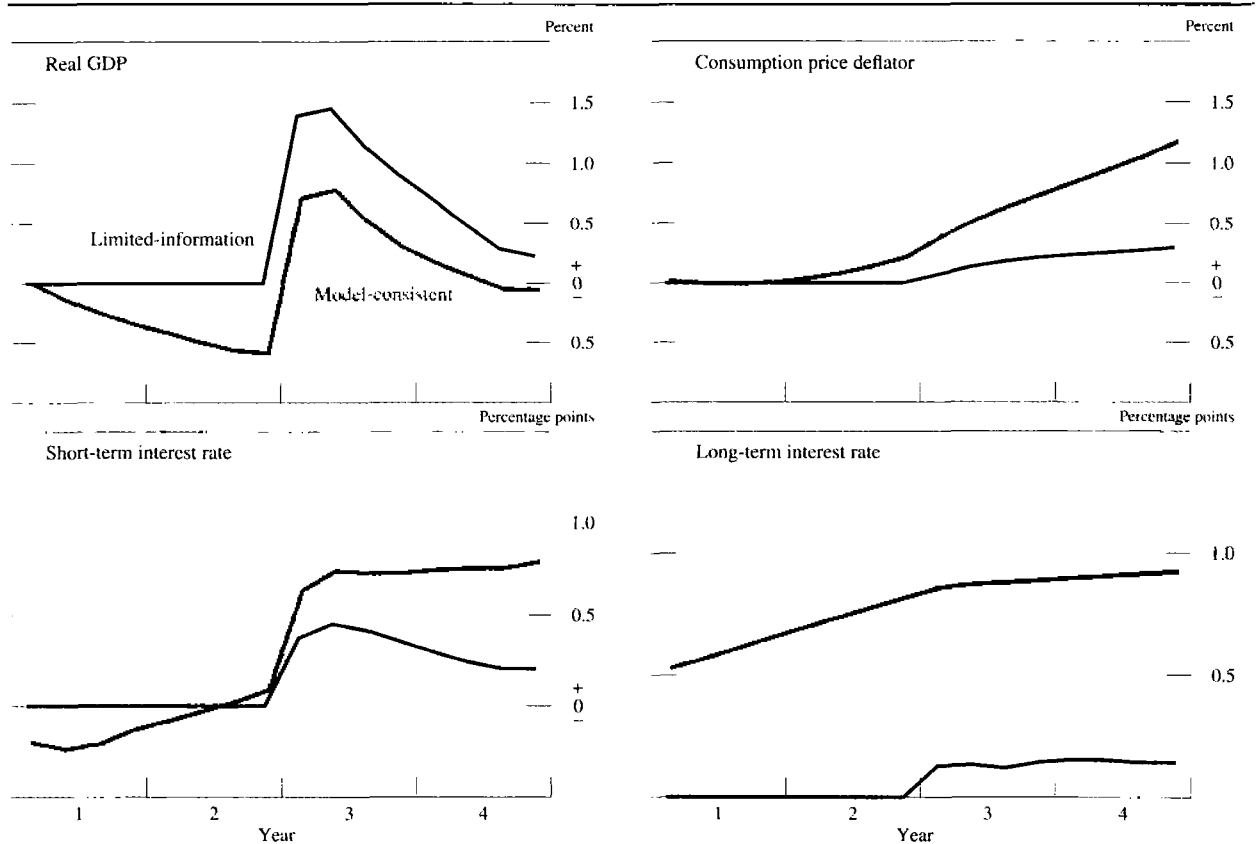 Percent
Real GDP
1.5
1.0
0.5
+
0
−
0.5
Limited-information
Model-consistent
Percent
Consumption price deflator
1.5
1.0
0.5
+
0
−
0.5
Percentage points
Short-term interest rate
1.0
0.5
+
0
−
1 2 3 4
Year
Percentage points
Long-term interest rate
1.0
0.5
1 2 3 4
Year